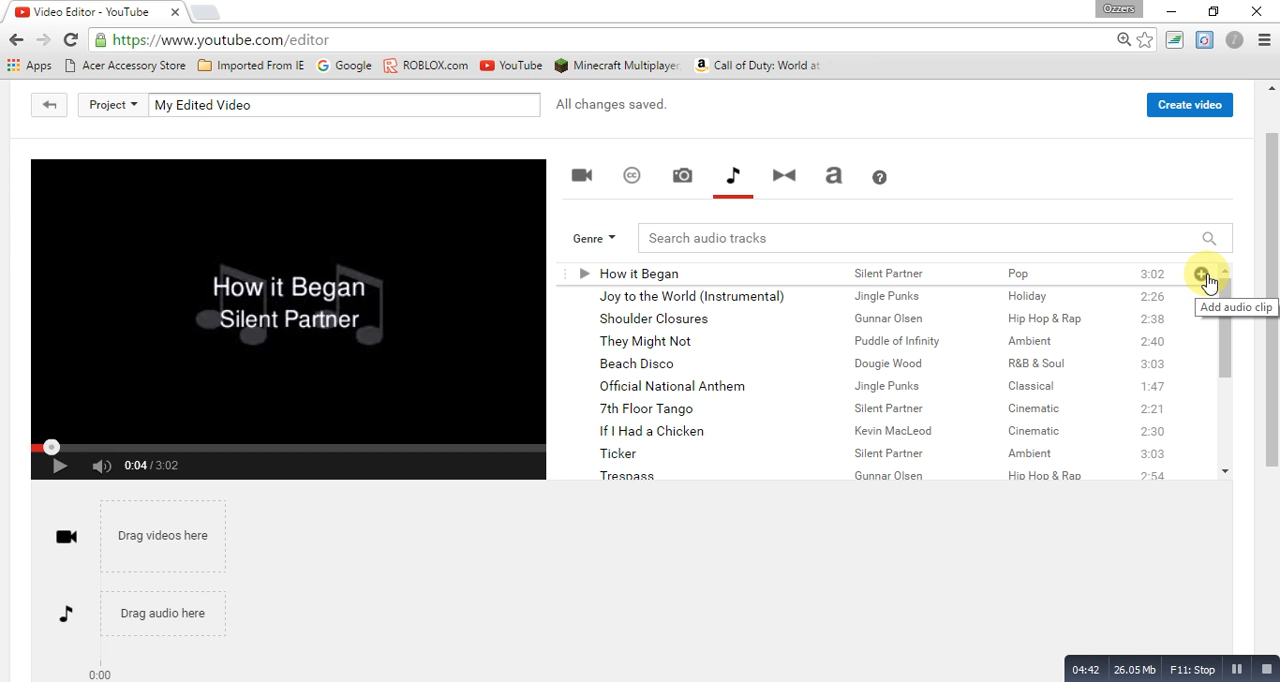 Video Editor - YouTube
Ozzers
https://www.youtube.com/editor
Apps Acer Accessory Store Imported From IE Google ROBLOX.com YouTube Minecraft Multiplayer Call of Duty: World at
Project My Edited Video All changes saved. Create video
cc
a
?
Genre Search audio tracks
How it Began Silent Partner Pop 3:02
Add audio clip
Joy to the World (Instrumental) Jingle Punks Holiday 2:26
Shoulder Closures Gunnar Olsen Hip Hop & Rap 2:38
They Might Not Puddle of Infinity Ambient 2:40
Beach Disco Dougie Wood R&B & Soul 3:03
Official National Anthem Jingle Punks Classical 1:47
7th Floor Tango Silent Partner Cinematic 2:21
If I Had a Chicken Kevin MacLeod Cinematic 2:30
Ticker Silent Partner Ambient 3:03
Trespass Gunnar Olsen Hip Hop & Rap 2:54
How it Began
Silent Partner
0:04 / 3:02
Drag videos here
Drag audio here
0:00
04:42 26.05 Mb F11: Stop